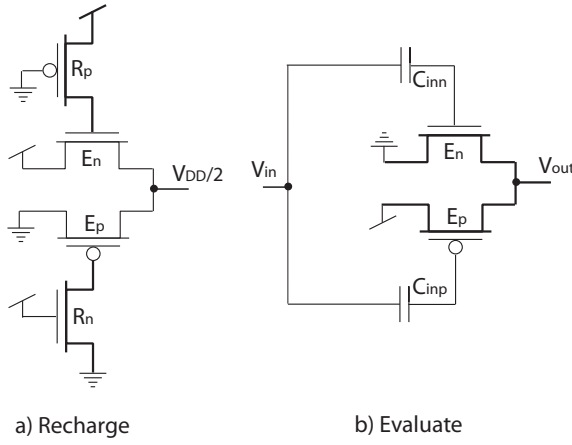 Rp
En
VDD/2
Ep
Rn
a) Recharge
Cinn
En
Vin
Vout
Ep
Cinp
b) Evaluate